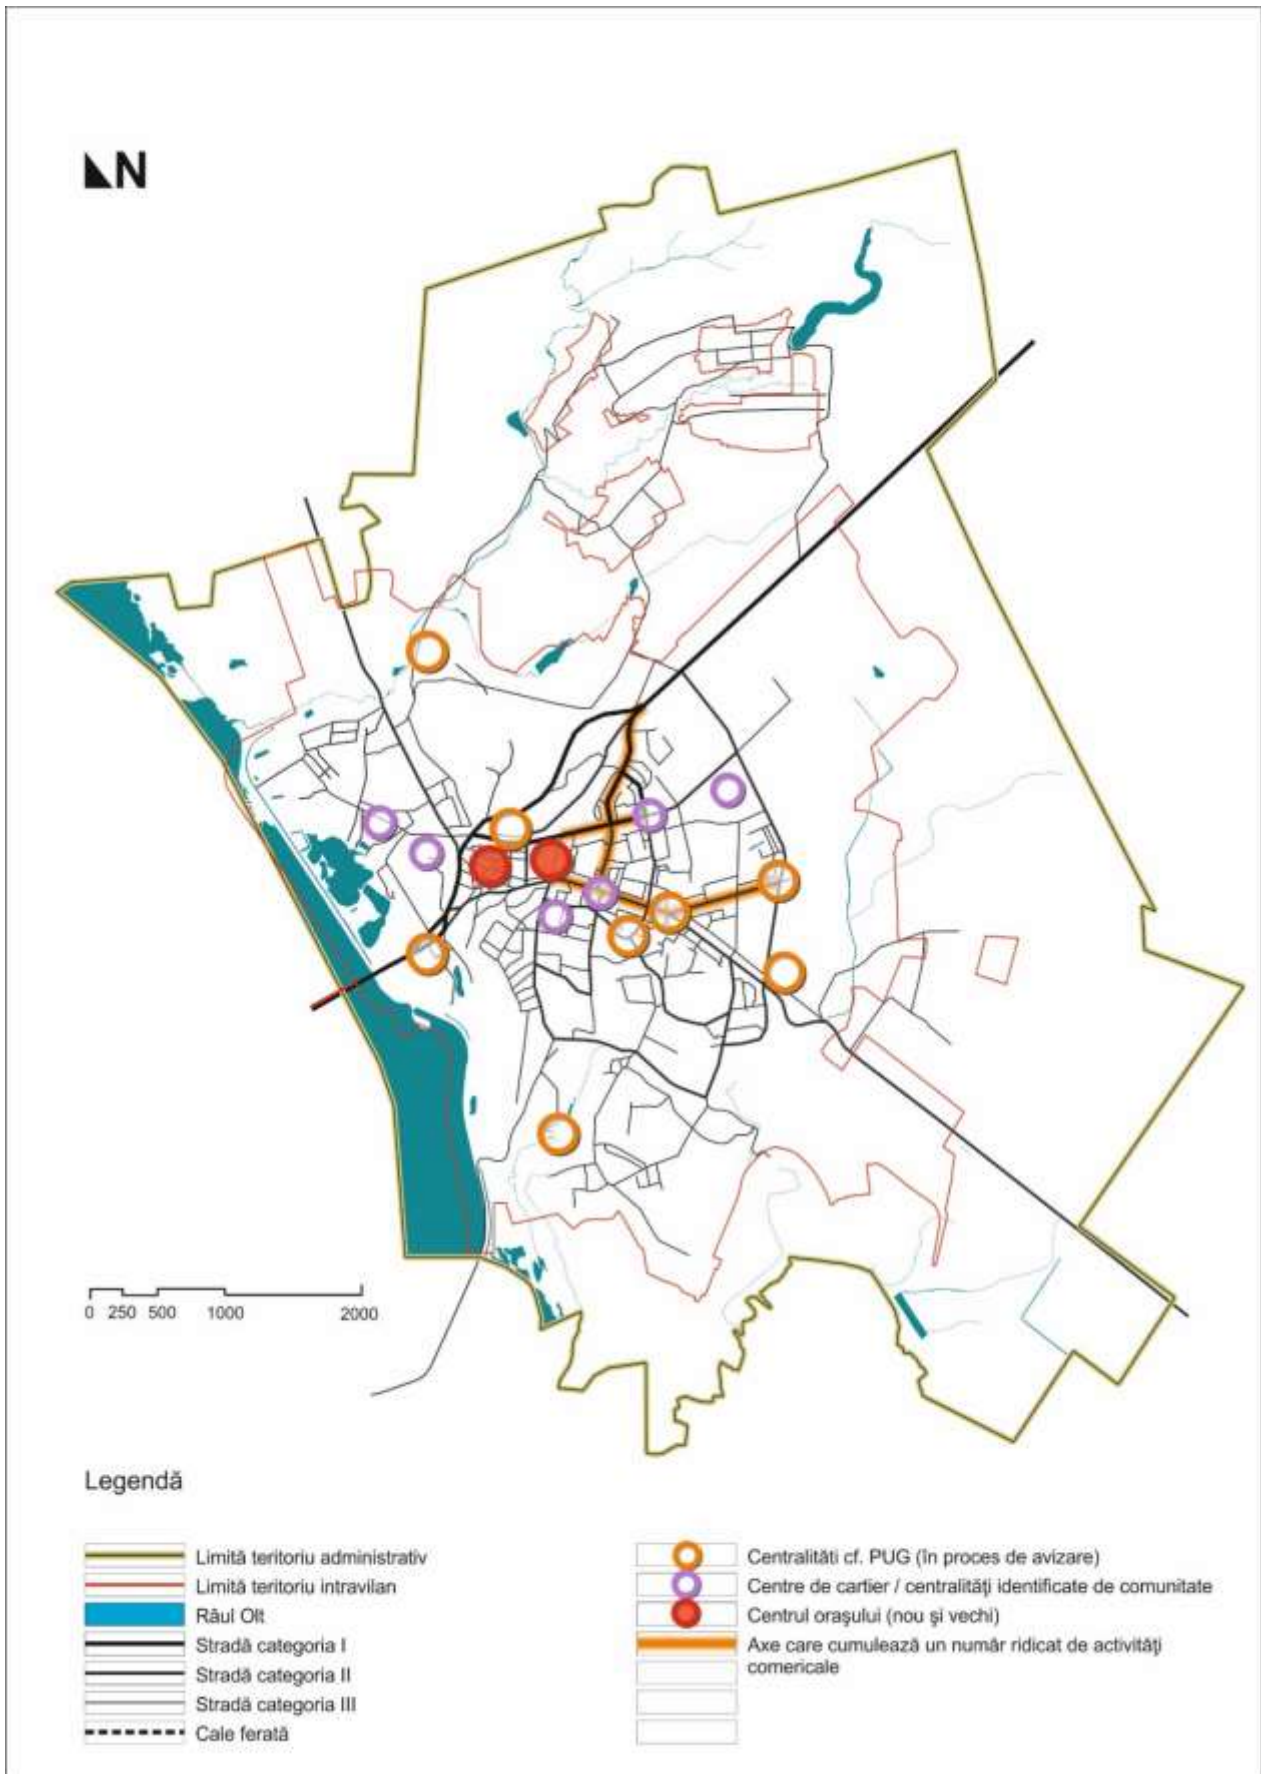 N
0 250 500 1000 2000
Legendă
Limită teritoriu administrativ
Limită teritoriu intravilan
Râul Olt
Stradă categoria I
Stradă categoria II
Stradă categoria III
Cale ferată
Centralităti cf. PUG (în proces de avizare)
Centre de cartier / centralităţi identificate de comunitate
Centrul oraşului (nou şi vechi)
Axe care cumulează un număr ridicat de activităţi
comericale